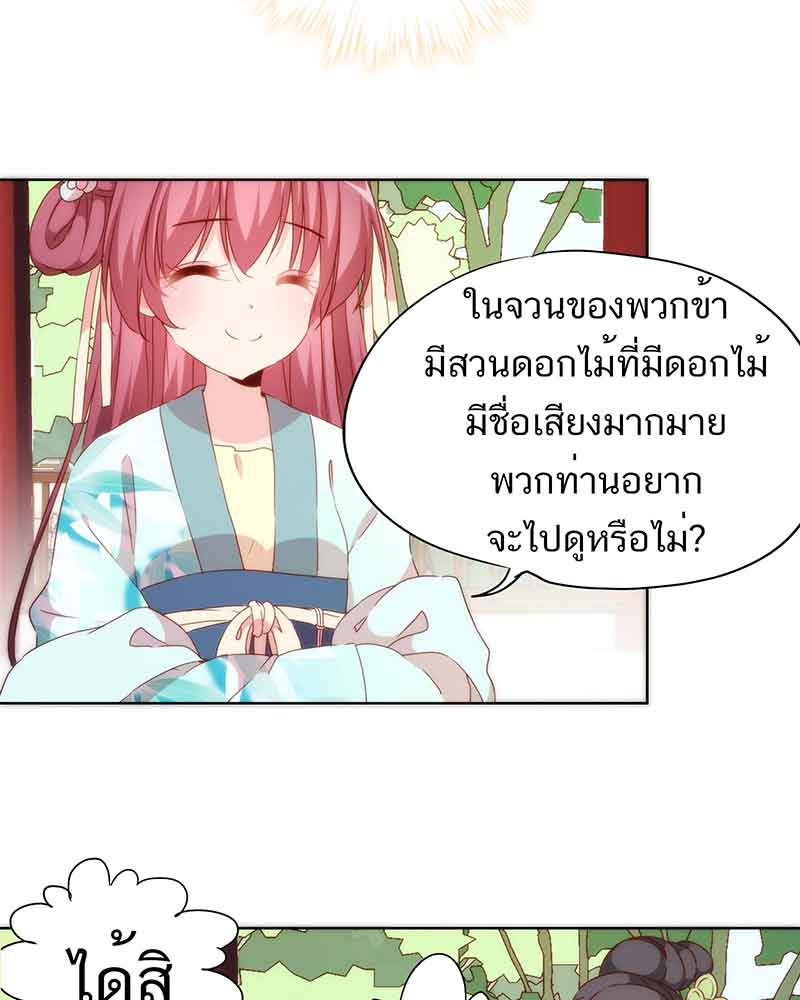 ในจวนของพวกข้า
มีสวนดอกไม้ที่มีดอกไม้
มีชื่อเสียงมากมาย
พวกท่านอยาก
จะไปดูหรือไม่?
ได้สิ